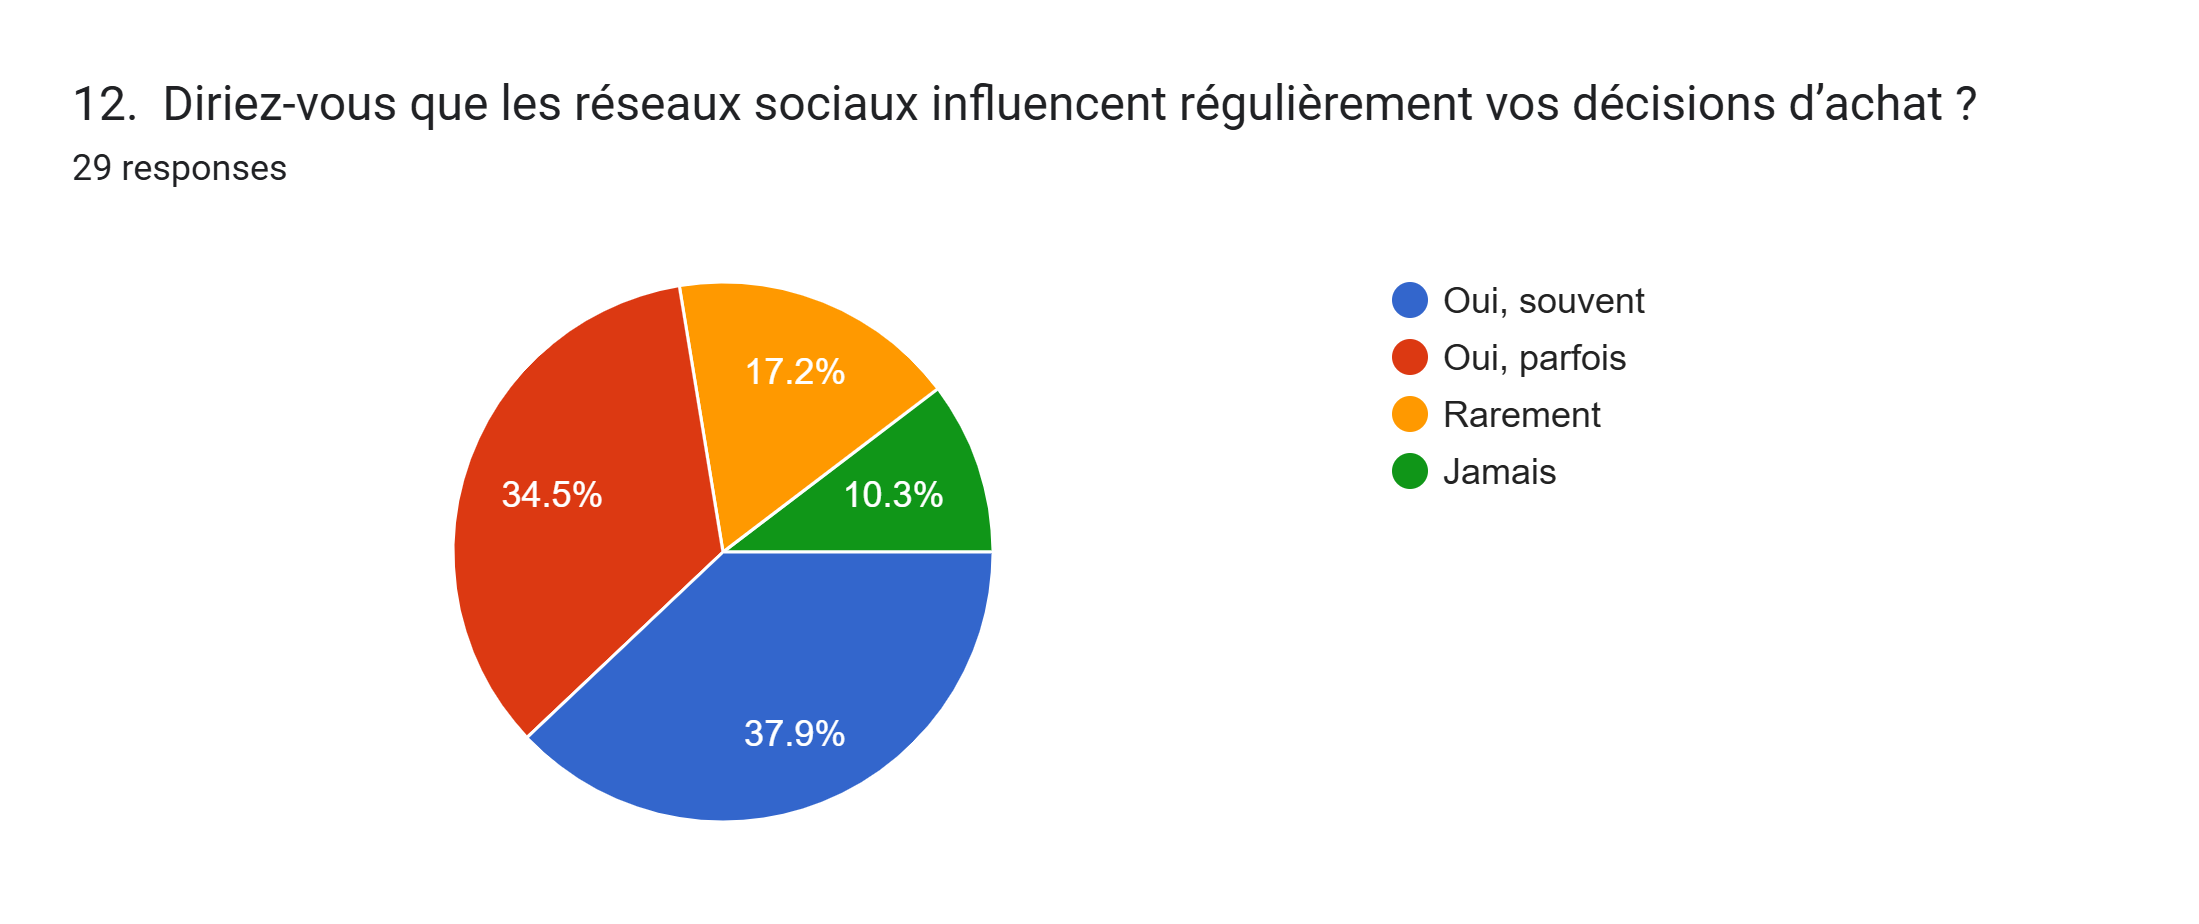 12.  Diriez-vous que les réseaux sociaux influencent régulièrement vos décisions d’achat ?
29 responses
Oui, souvent
Oui, parfois
Rarement
Jamais
17.2%
34.5%
10.3%
37.9%